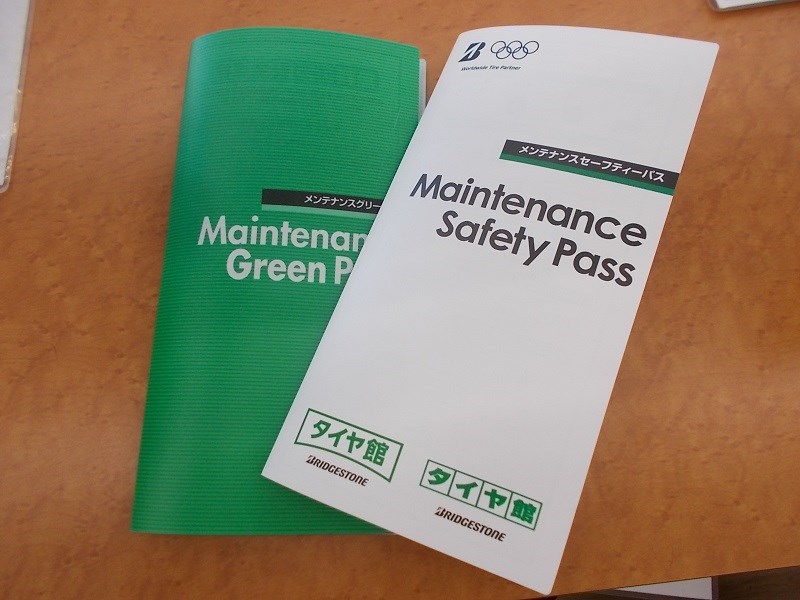 メンテナンスグリー
Maintenan
Green P
タイヤ館
BRIDGESTONE
B
Worldwide Tire Partner
メンテナンスセーフティーパス
Maintenance
Safety Pass
タイヤ館
BRIDGESTONE